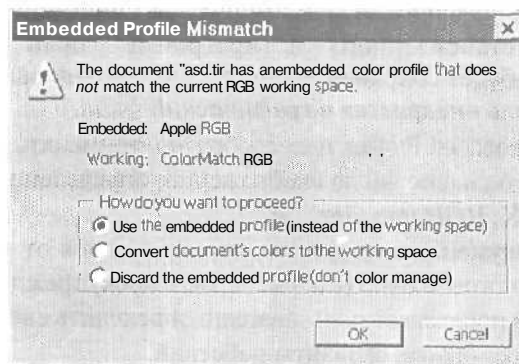 Embedded Profile Mismatch
The document "asd.tir has anembedded color profile that does
not match the current RGB working space.
Embedded: Apple RGB
Working: ColorMatch RGB
How do you want to proceed?
Use the embedded profile (instead of the working space)
Convert document's colors to the working space
Discard the embedded profile (don't color manage)
OK Cancel